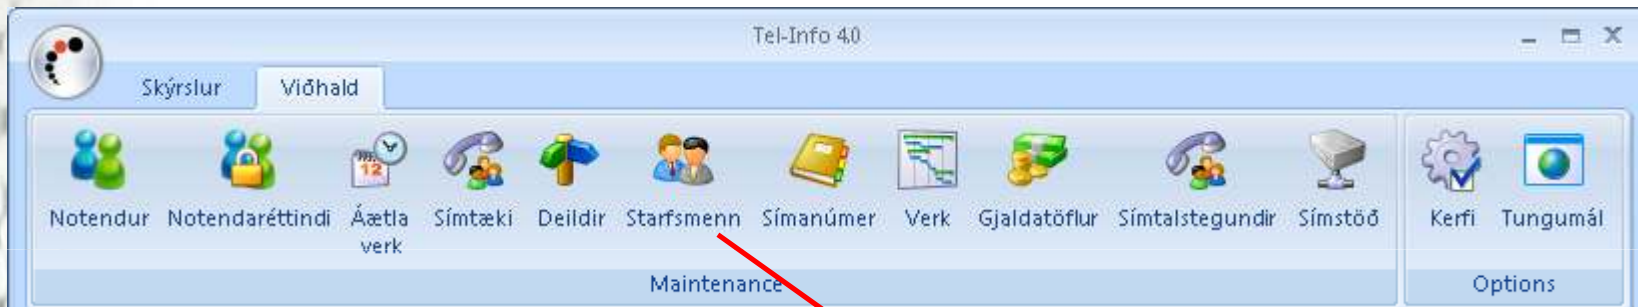 Tel-Info 4.0
Skýrslur Viðhald
Notendur Notendaréttindi Áætla verk Símtæki Deildir Starfsmenn Símanúmer Verk Gjaldatöflur Símtalstegundir Símstöð Kerfi Tungumál
Maintenance Options